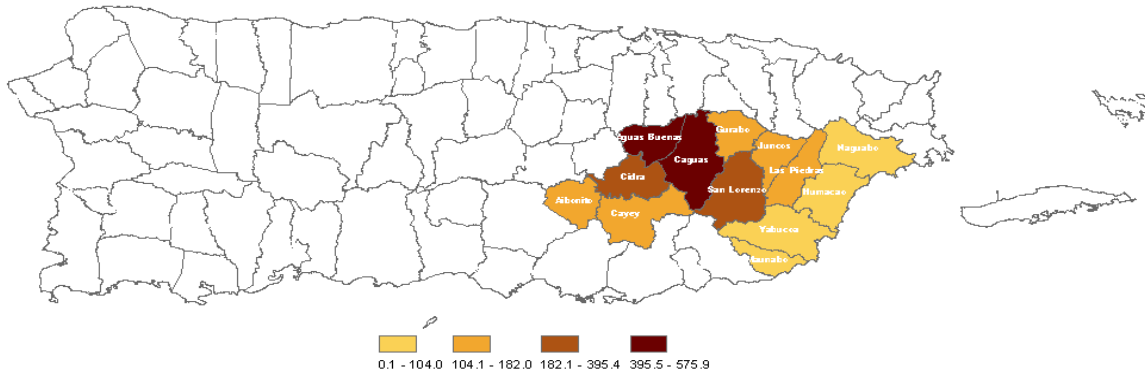 Aguas Buenas
Gurabo
Juncos
Naguabo
Caguas
Las Piedras
Cidra
San Lorenzo
Humacao
Aibonito
Cayey
Yabucoa
Maunabo
0.1 - 104.0 104.1 - 182.0 182.1 - 395.4 395.5 - 575.9